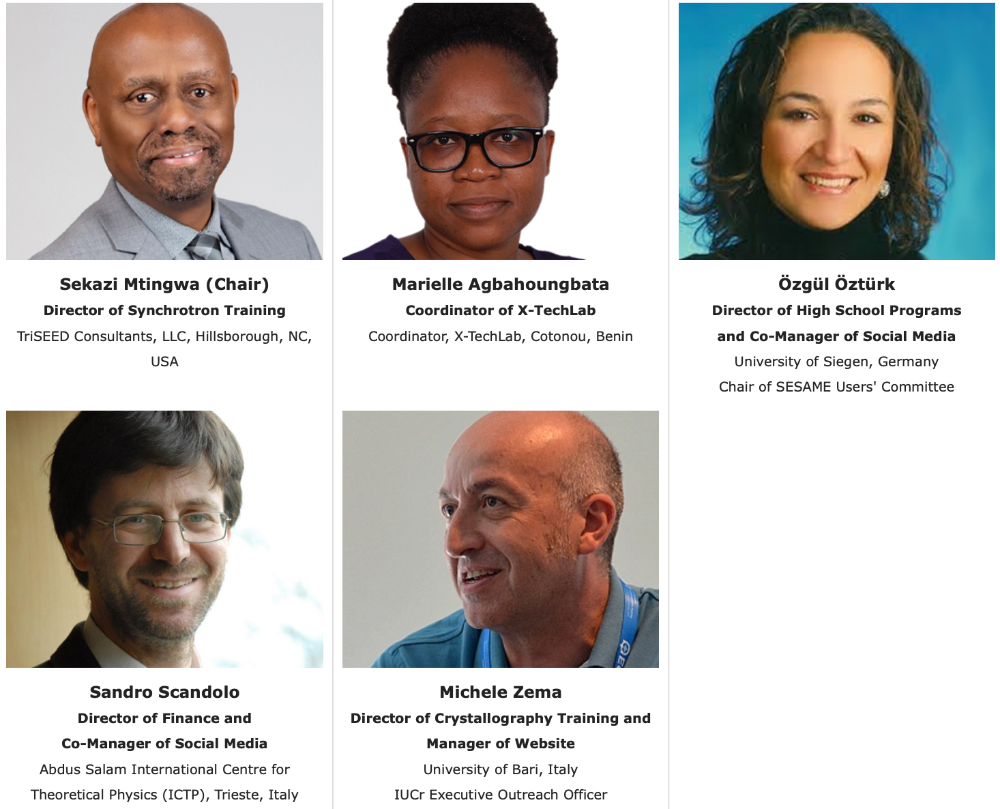 Sekazi Mtingwa (Chair)
Director of Synchrotron Training
TriSEED Consultants, LLC, Hillsborough, NC,
USA
Marielle Agbahoungbata
Coordinator of X-TechLab
Coordinator, X-TechLab, Cotonou, Benin
Özgül Öztürk
Director of High School Programs
and Co-Manager of Social Media
University of Siegen, Germany
Chair of SESAME Users' Committee
Sandro Scandolo
Director of Finance and
Co-Manager of Social Media
Abdus Salam International Centre for
Theoretical Physics (ICTP), Trieste, Italy
Michele Zema
Director of Crystallography Training and
Manager of Website
University of Bari, Italy
IUCr Executive Outreach Officer